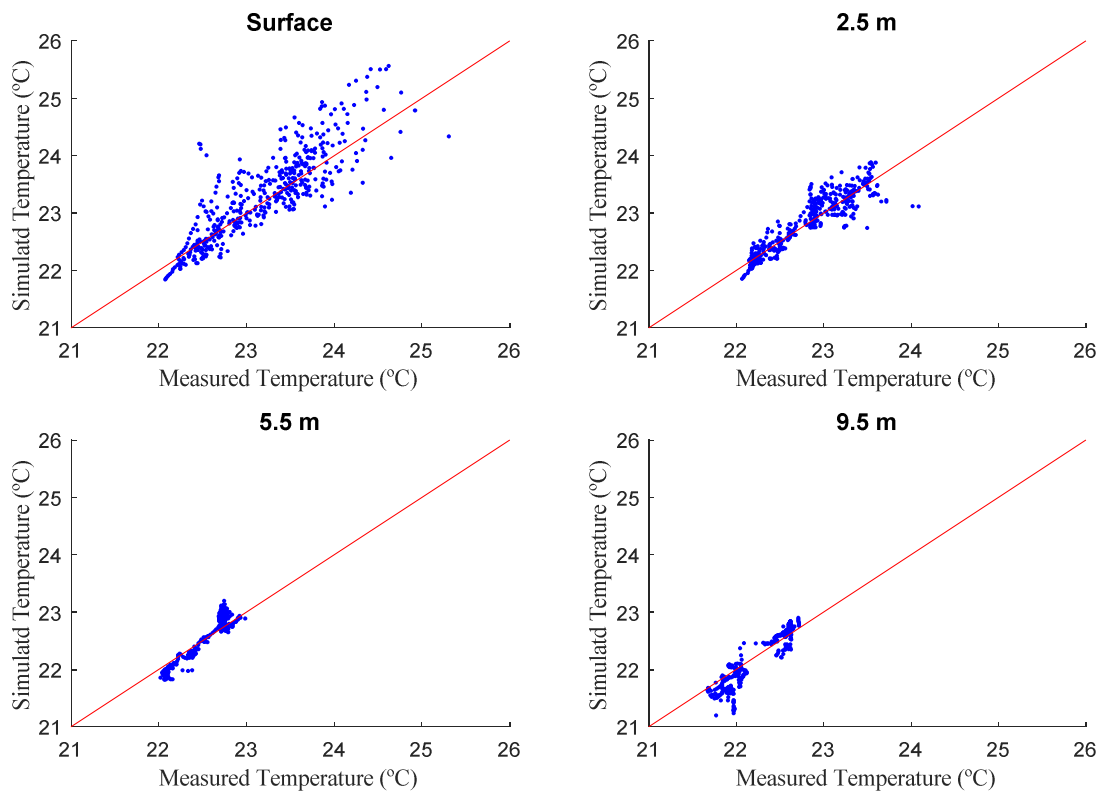 Surface
26
25
24
23
22
21
Simulatd Temperature (ºC)
21 22 23 24 25 26
Measured Temperature (ºC)
2.5 m
26
25
24
23
22
21
Simulatd Temperature (ºC)
21 22 23 24 25 26
Measured Temperature (ºC)
5.5 m
26
25
24
23
22
21
Simulatd Temperature (ºC)
21 22 23 24 25 26
Measured Temperature (ºC)
9.5 m
26
25
24
23
22
21
Simulatd Temperature (ºC)
21 22 23 24 25 26
Measured Temperature (ºC)